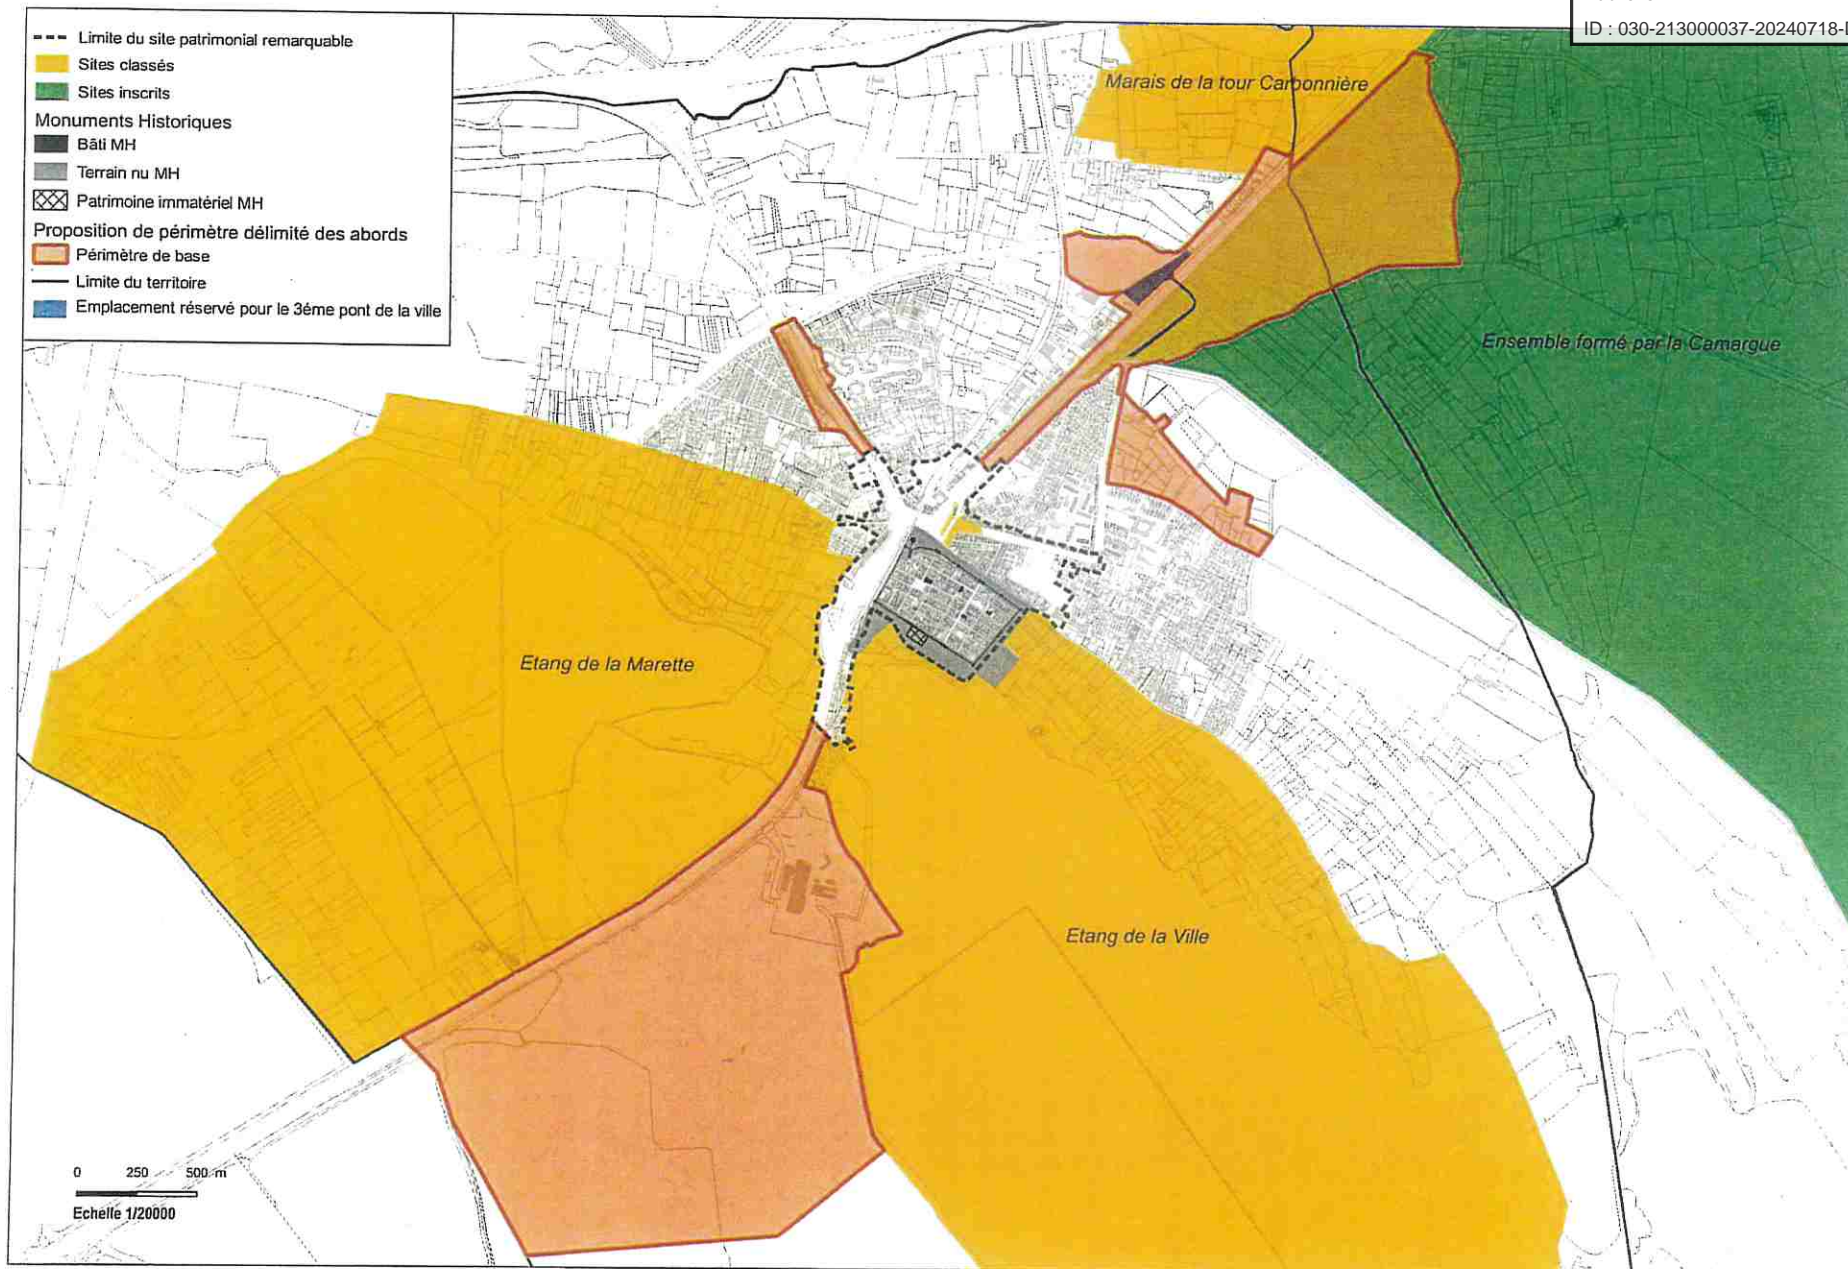 ID : 030-213000037-20240718-
Limite du site patrimonial remarquable
Sites classés
Sites inscrits
Monuments Historiques
Bâti MH
Terrain nu MH
Patrimoine immatériel MH
Proposition de périmètre délimité des abords
Périmètre de base
Limite du territoire
Emplacement réservé pour le 3éme pont de la ville
Marais de la tour Carbonnière
Ensemble formé par la Camargue
Etang de la Marette
Etang de la Ville
0 250 500 m
Echelle 1/20000